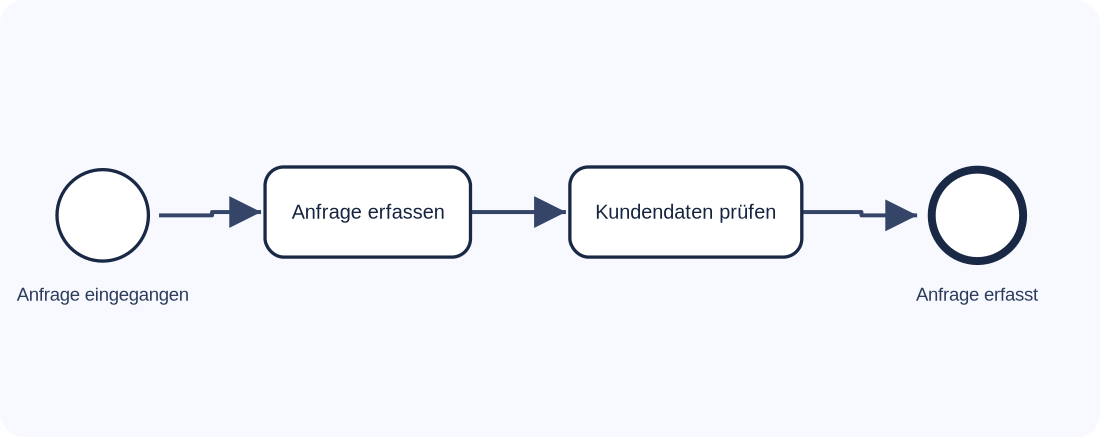 Anfrage erfassen
Kundendaten prüfen
Anfrage eingegangen
Anfrage erfasst